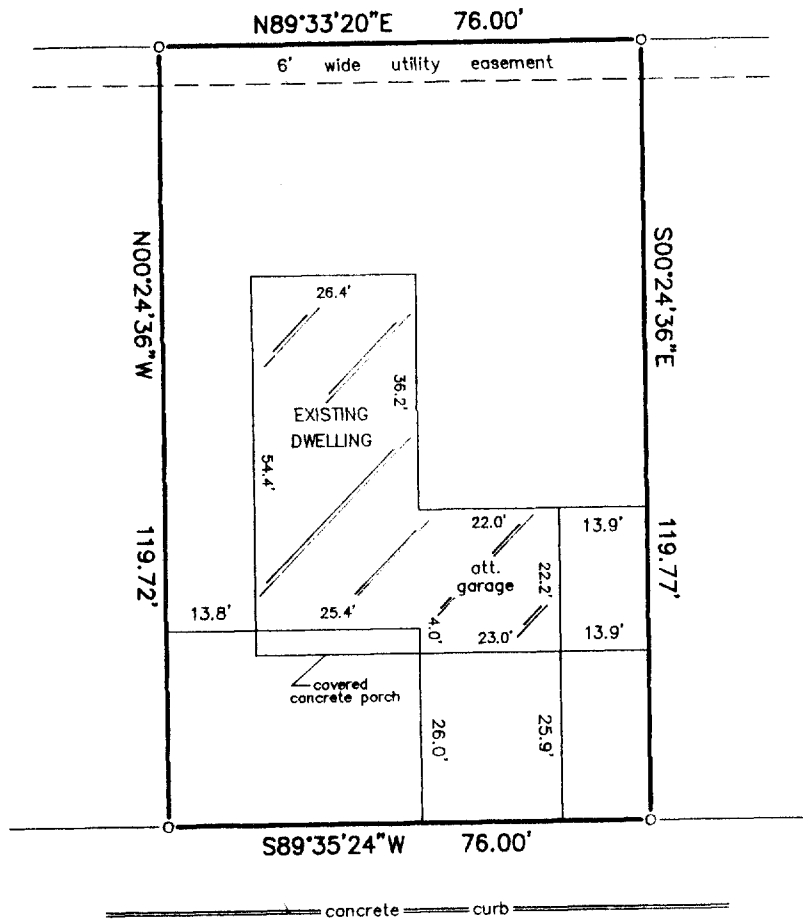 N89°33'20"E 76.00'
6' wide utility easement
N00°24'36"W
S00°24'36"E
26.4'
36.2'
EXISTING
DWELLING
54.4'
22.0'
13.9'
119.72'
119.77'
att.
garage
22.2'
13.8'
25.4'
4.0'
23.0'
13.9'
covered
concrete porch
26.0'
25.9'
S89°35'24"W 76.00'
concrete curb